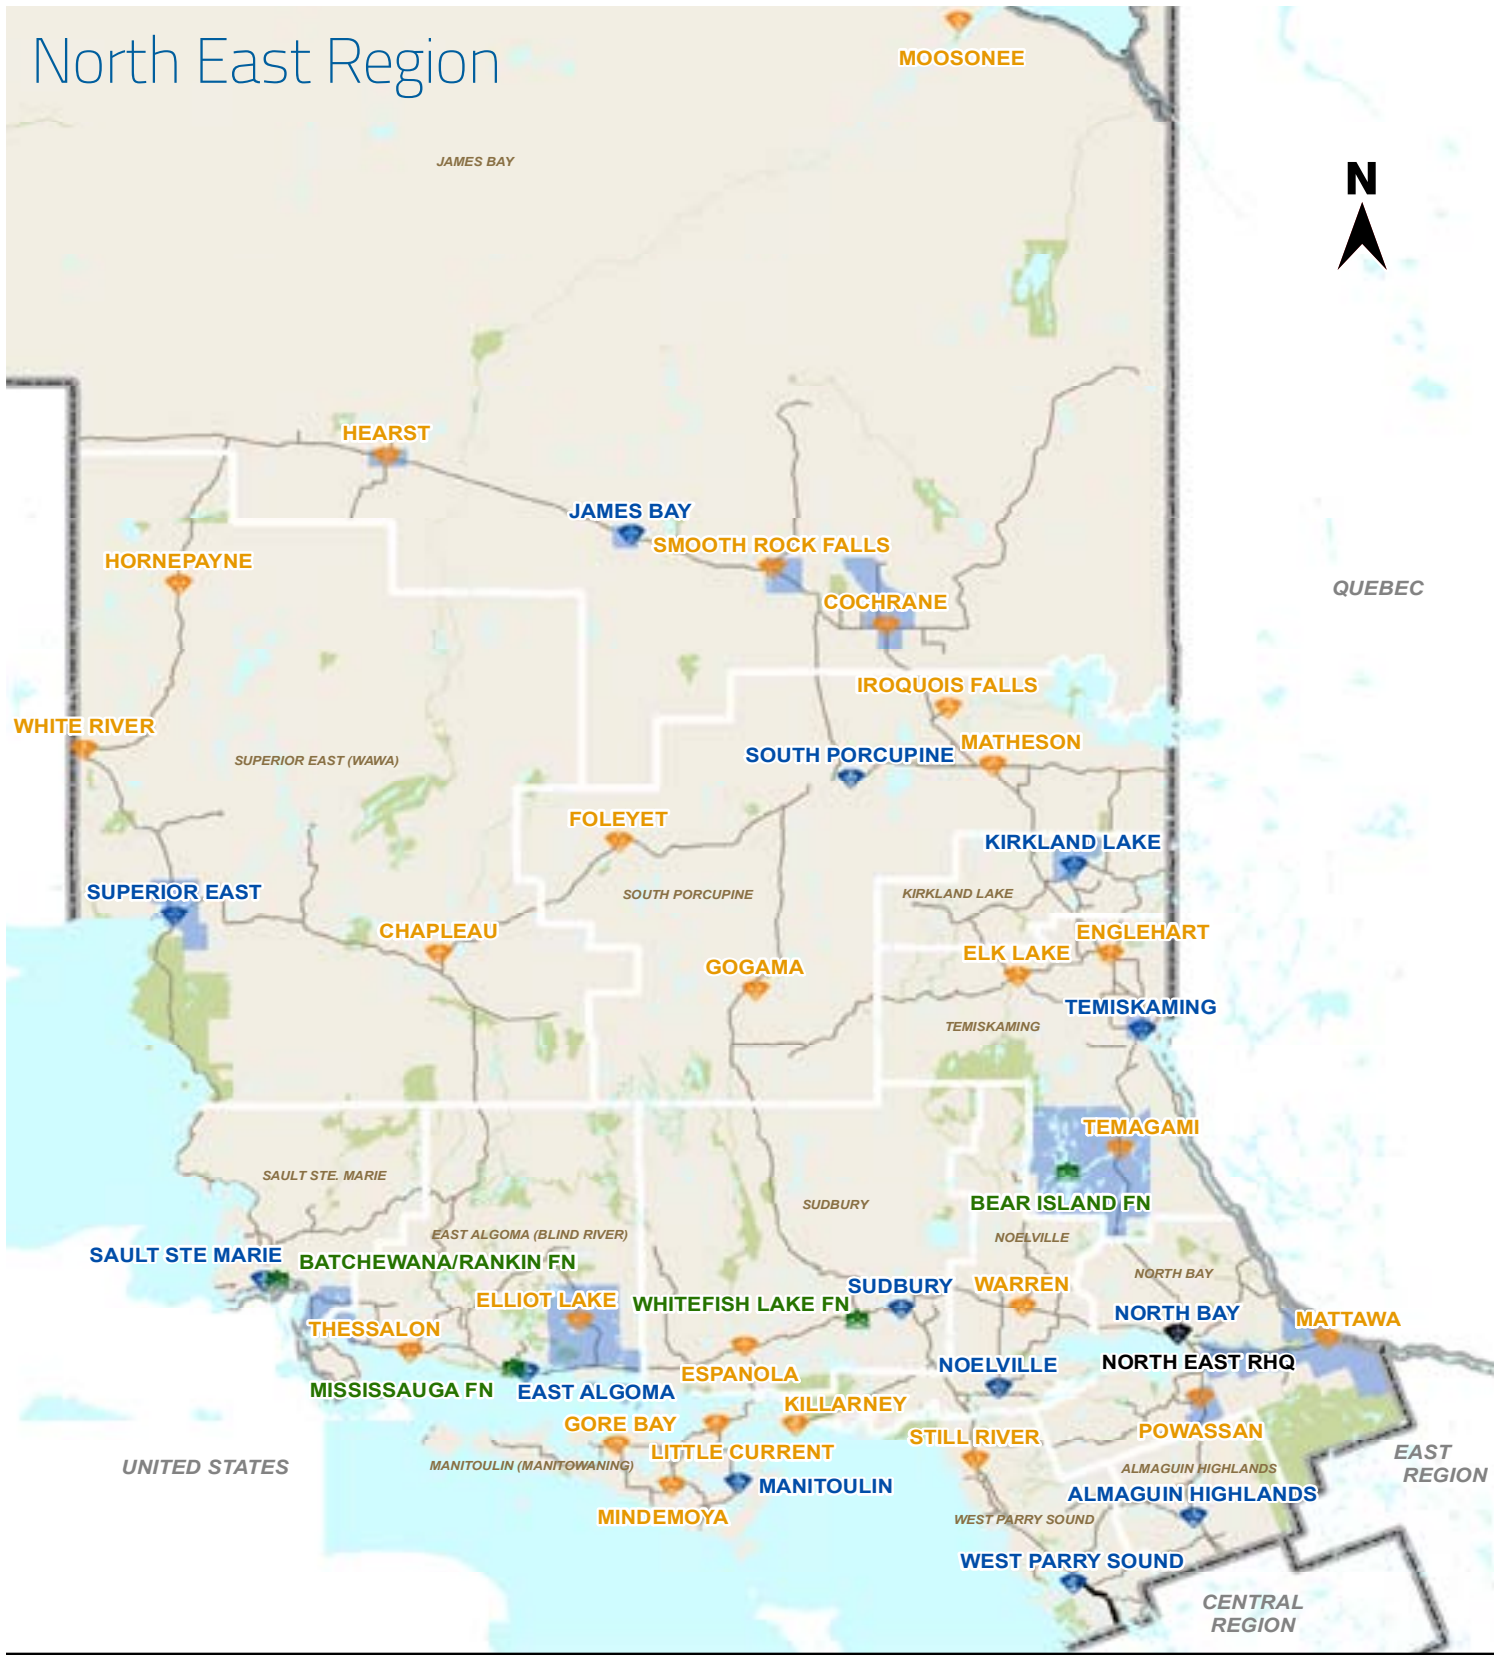 North East Region
MOOSONEE
JAMES BAY
N
HEARST
JAMES BAY
SMOOTH ROCK FALLS
HORNEPAYNE
QUEBEC
COCHRANE
IROQUOIS FALLS
WHITE RIVER
MATHESON
SOUTH PORCUPINE
SUPERIOR EAST (WAWA)
FOLEYET
KIRKLAND LAKE
SUPERIOR EAST
SOUTH PORCUPINE
KIRKLAND LAKE
CHAPLEAU
ENGLEHART
ELK LAKE
GOGAMA
TEMISKAMING
TEMISKAMING
TEMAGAMI
SAULT STE. MARIE
SUDBURY
BEAR ISLAND FN
EAST ALGOMA (BLIND RIVER)
NOELVILLE
SAULT STE MARIE
BATCHEWANA/RANKIN FN
NORTH BAY
SUDBURY
WARREN
ELLIOT LAKE
WHITEFISH LAKE FN
NORTH BAY
MATTAWA
THESSALON
NORTH EAST RHQ
NOELVILLE
ESPANOLA
MISSISSAUGA FN
EAST ALGOMA
KILLARNEY
GORE BAY
POWASSAN
STILL RIVER
LITTLE CURRENT
EAST
REGION
UNITED STATES
MANITOULIN (MANITOWANING)
ALMAGUIN HIGHLANDS
MANITOULIN
ALMAGUIN HIGHLANDS
MINDEMOYA
WEST PARRY SOUND
WEST PARRY SOUND
CENTRAL
REGION